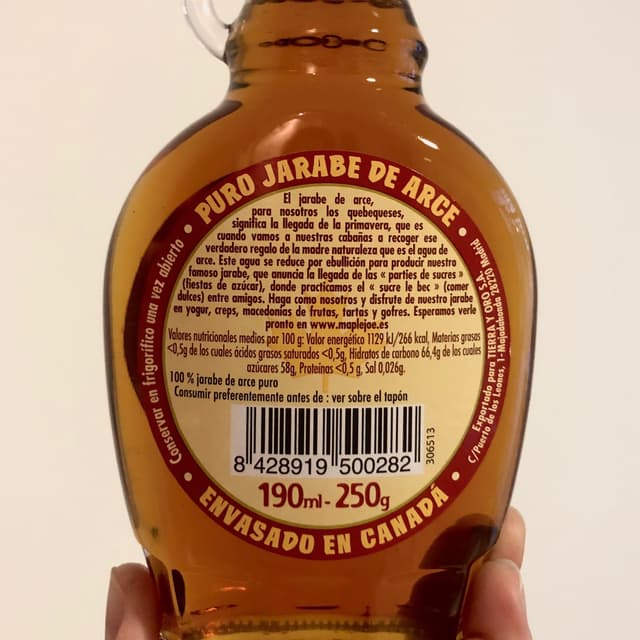 PURO JARABE DE ARCE
El jarabe de arce,
para nosotros los quebequeses,
significa la llegada de la primavera, que es
cuando vamos a nuestras cabañas a recoger ese
verdadero regalo de la madre naturaleza que es el agua de
arce. Este agua se reduce por ebullición para producir nuestro
famoso jarabe, que anuncia la llegada de las « parties de sucres »
(fiestas de azúcar), donde practicamos el « sucre le bec » (comer
dulces) entre amigos. Haga como nosotros y disfrute de nuestro jarabe
en yogur, creps, macedonias de frutas, tartas y gofres. Esperamos verle
pronto en www.maplejoe.es
Valores nutricionales medios por 100 g: Valor energético 1129 kJ/266 kcal, Materias grasas
<0,5g de los cuales ácidos grasos saturados <0,5g, Hidratos de carbono 66,4g de los cuales
azúcares 58g, Proteínas <0,5 g, Sal 0,026g.
100 % jarabe de arce puro
Consumir preferentemente antes de : ver sobre el tapón
8 428919 500282
306513
190ml - 250g
ENVASADO EN CANADÁ
Conservar en frigorífico una vez abierto
Exportado para TIERRA Y ORO S.A.
C/Puerto de los Leones, 1 - Majadahonda 28220 Madrid